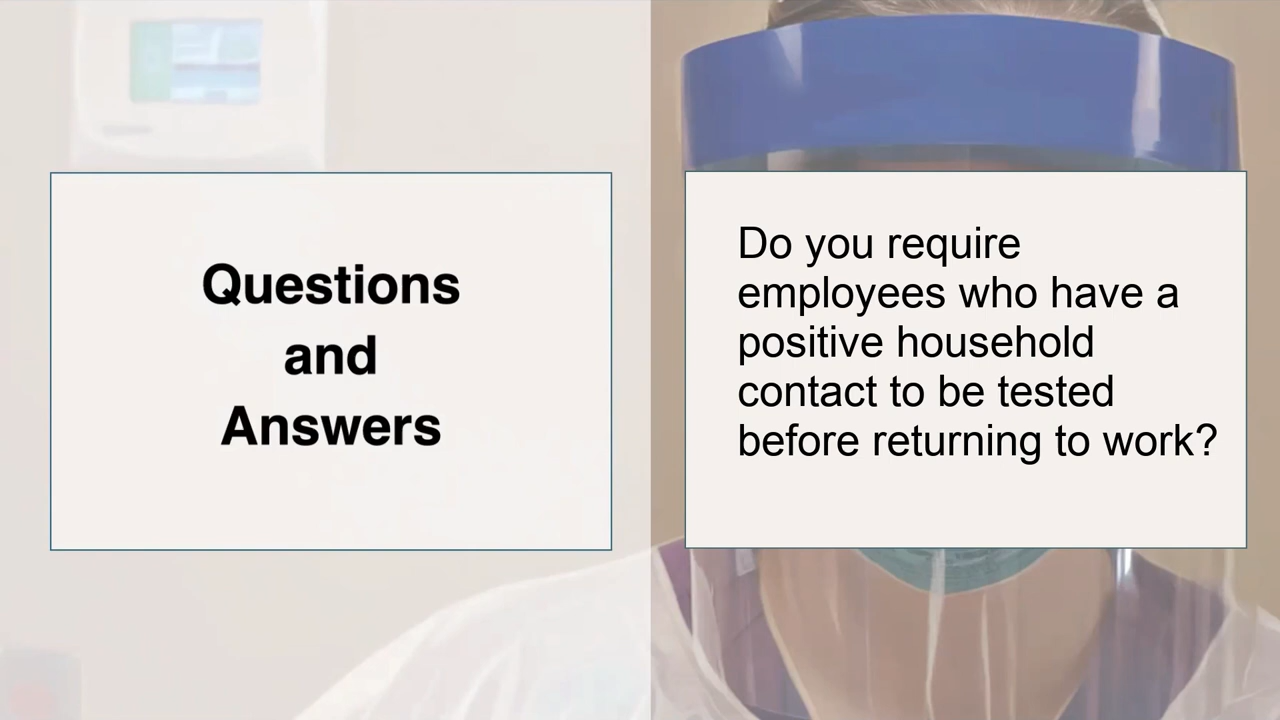 Questions
and
Answers
Do you require
employees who have a
positive household
contact to be tested
before returning to work?